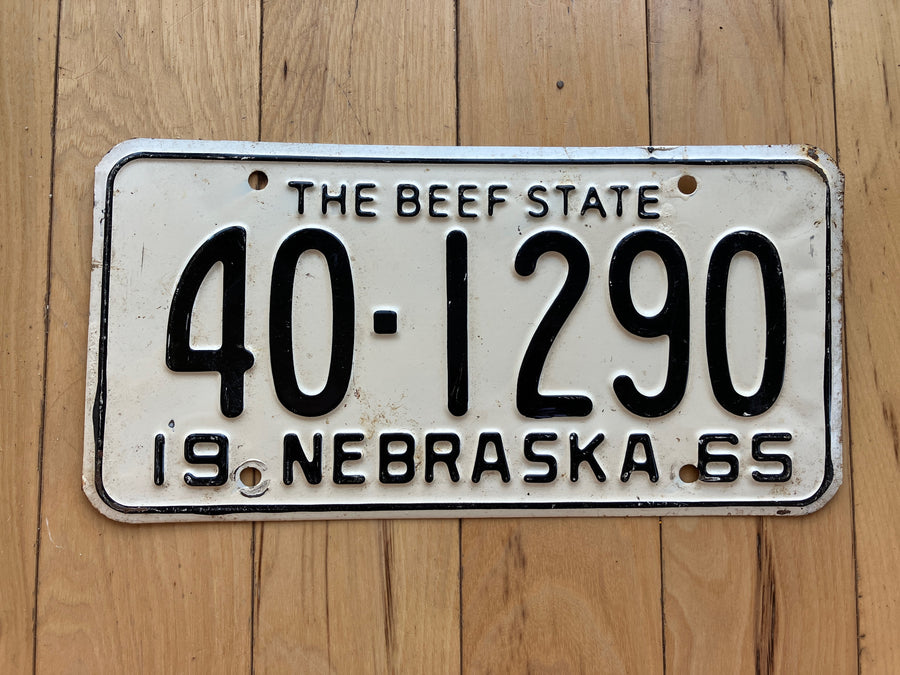 THE BEEF STATE
40-1290
19 NEBRASKA 65